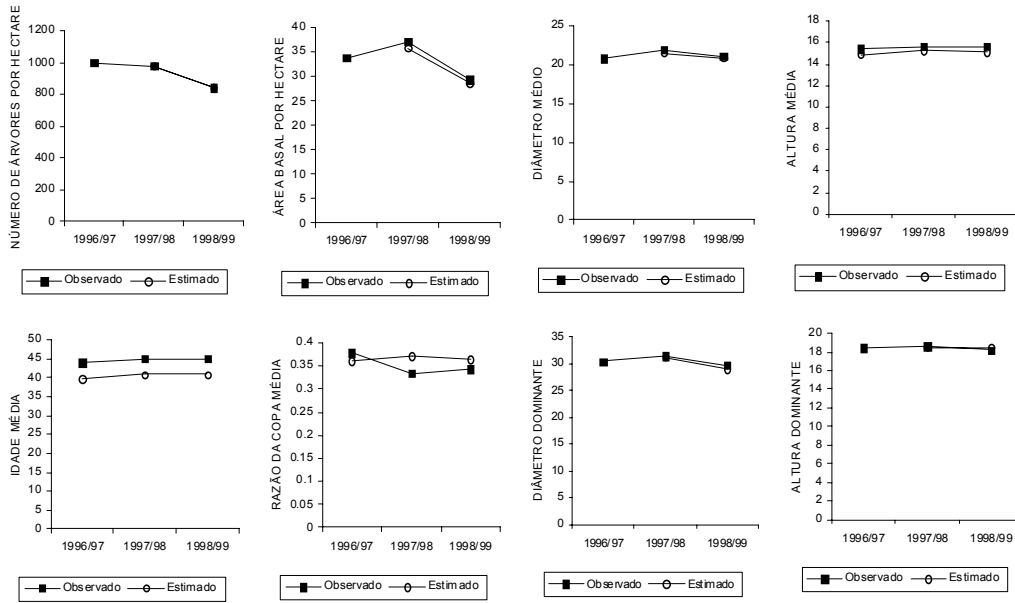 NÚMERO DE ÁRVORES POR HECTARE
1200
1000
800
600
400
200
0
1996/97 1997/98 1998/99
Observado Estimado
ÁREA BASAL POR HECTARE
40
35
30
25
20
15
10
5
0
1996/97 1997/98 1998/99
Observado Estimado
DIÂMETRO MÉDIO
25
20
15
10
5
0
1996/97 1997/98 1998/99
Observado Estimado
ALTURA MÉDIA
18
16
14
12
10
8
6
4
2
0
1996/97 1997/98 1998/99
Observado Estimado
IDADE MÉDIA
50
45
40
35
30
25
20
15
10
5
0
1996/97 1997/98 1998/99
Observado Estimado
RAZÃO DA COPA MÉDIA
0.4
0.35
0.3
0.25
0.2
0.15
0.1
0.05
0
1996/97 1997/98 1998/99
Observado Estimado
DIÂMETRO DOMINANTE
35
30
25
20
15
10
5
0
1996/97 1997/98 1998/99
Observado Estimado
ALTURA DOMINANTE
20
18
16
14
12
10
8
6
4
2
0
1996/97 1997/98 1998/99
Observado Estimado